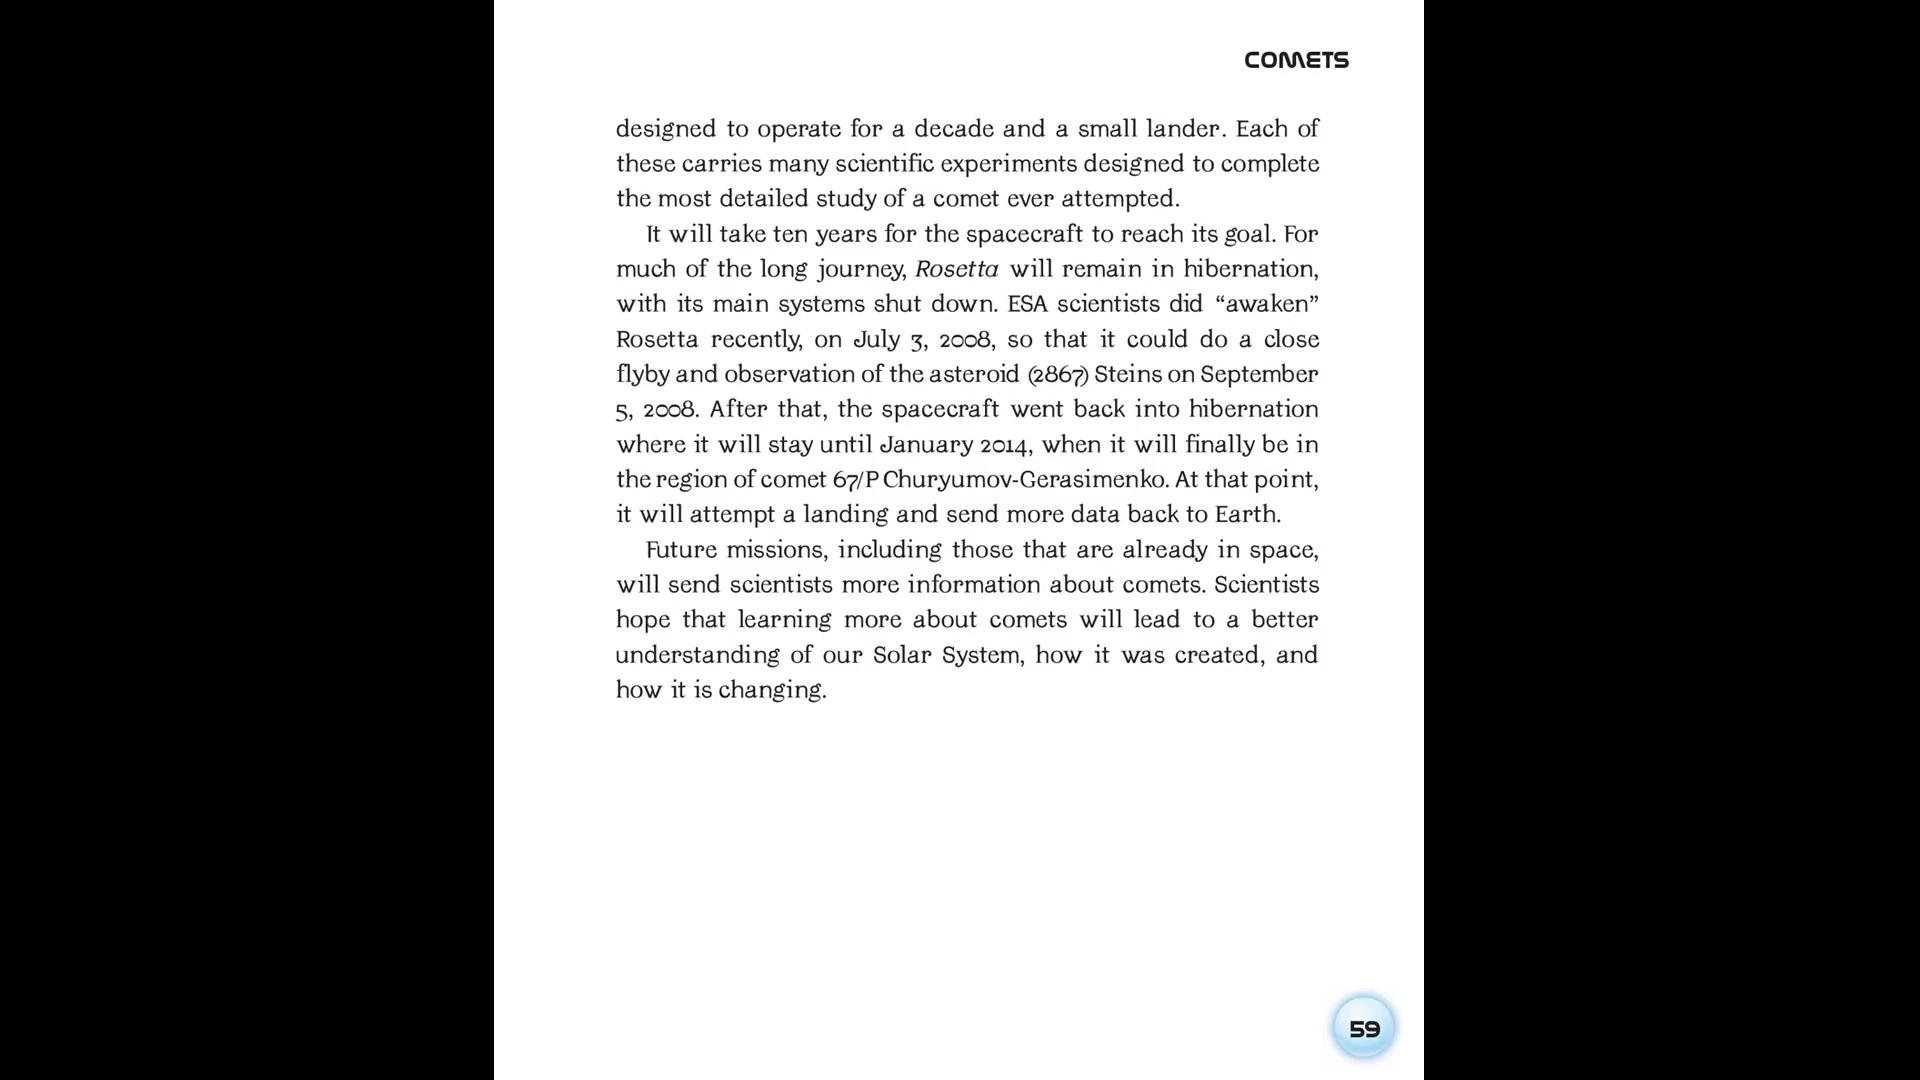 COMETS
designed to operate for a decade and a small lander. Each of
these carries many scientific experiments designed to complete
the most detailed study of a comet ever attempted.
It will take ten years for the spacecraft to reach its goal. For
much of the long journey, Rosetta will remain in hibernation,
with its main systems shut down. ESA scientists did “awaken”
Rosetta recently, on July 3, 2008, so that it could do a close
flyby and observation of the asteroid (2867) Steins on September
5, 2008. After that, the spacecraft went back into hibernation
where it will stay until January 2014, when it will finally be in
the region of comet 67/P Churyumov-Gerasimenko. At that point,
it will attempt a landing and send more data back to Earth.
Future missions, including those that are already in space,
will send scientists more information about comets. Scientists
hope that learning more about comets will lead to a better
understanding of our Solar System, how it was created, and
how it is changing.
59